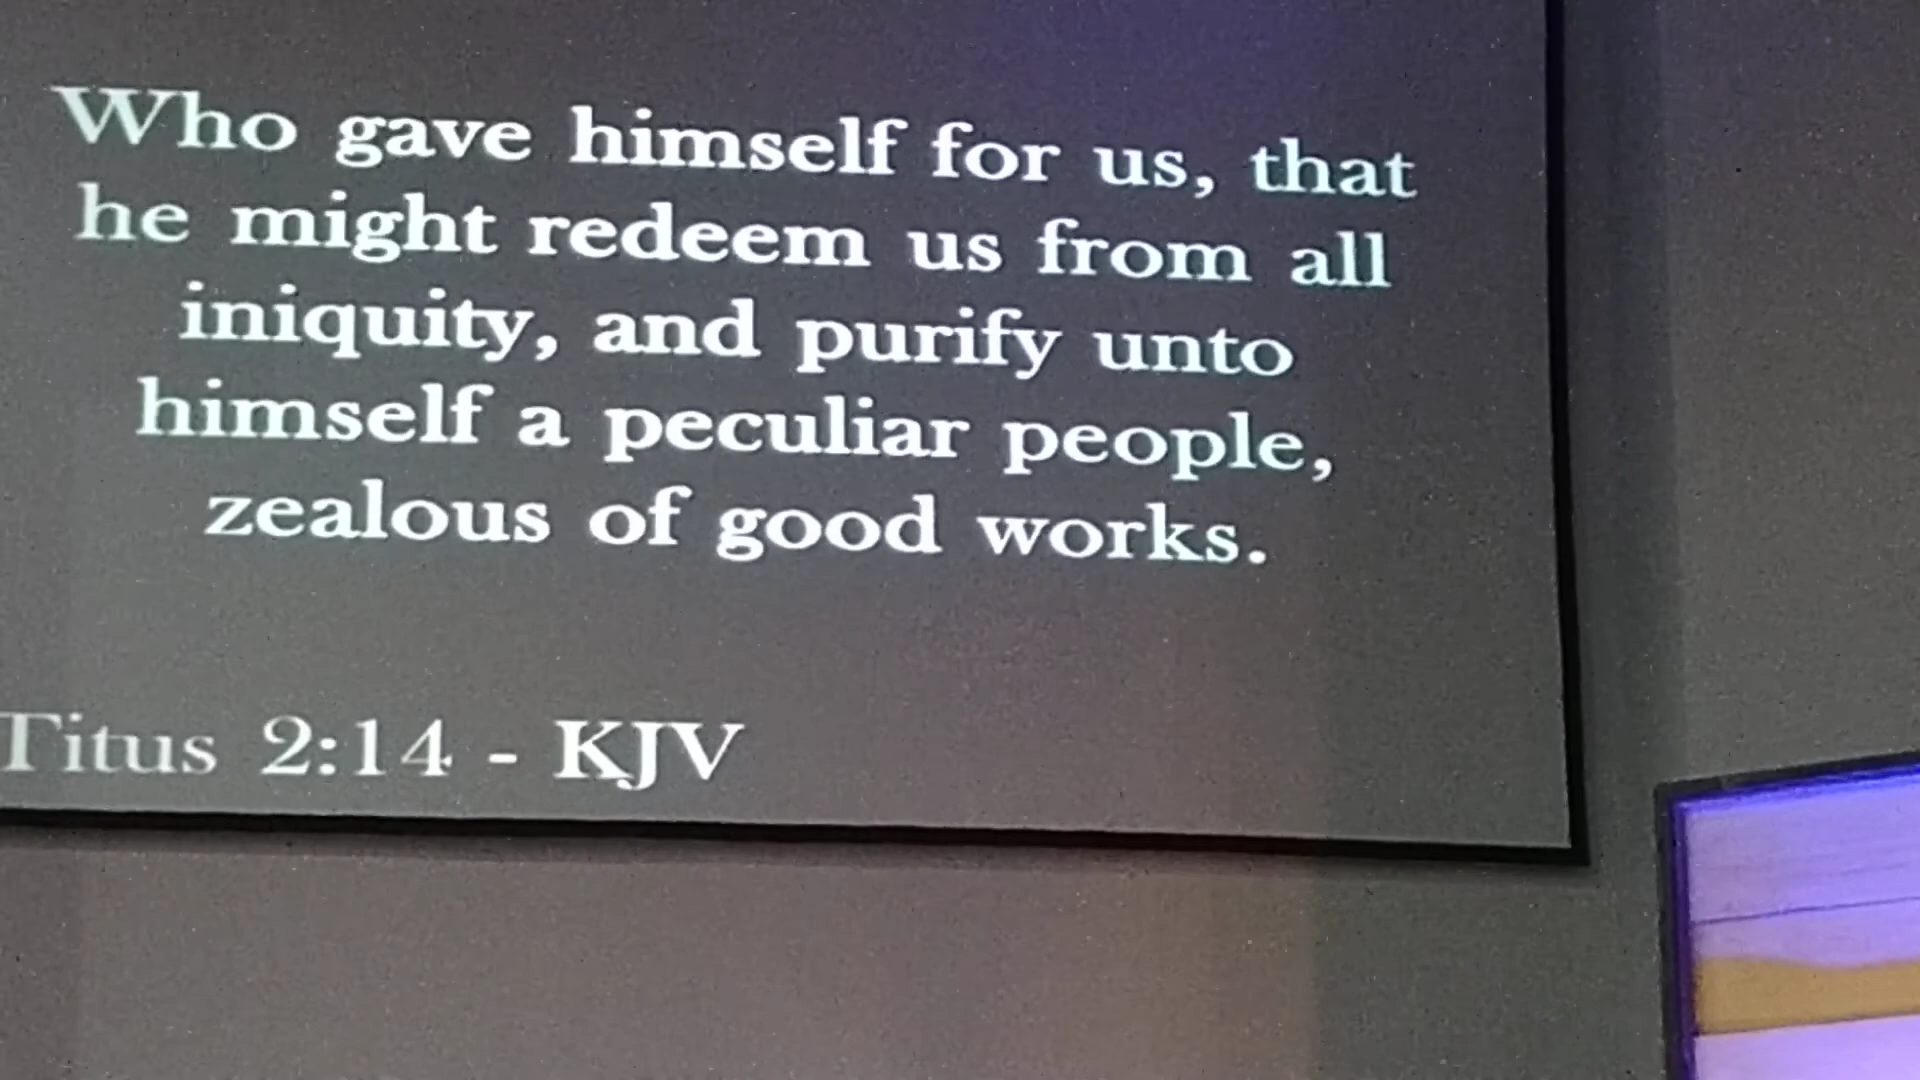 Who gave himself for us, that
he might redeem us from all
iniquity, and purify unto
himself a peculiar people,
zealous of good works.
Titus 2:14 - KJV